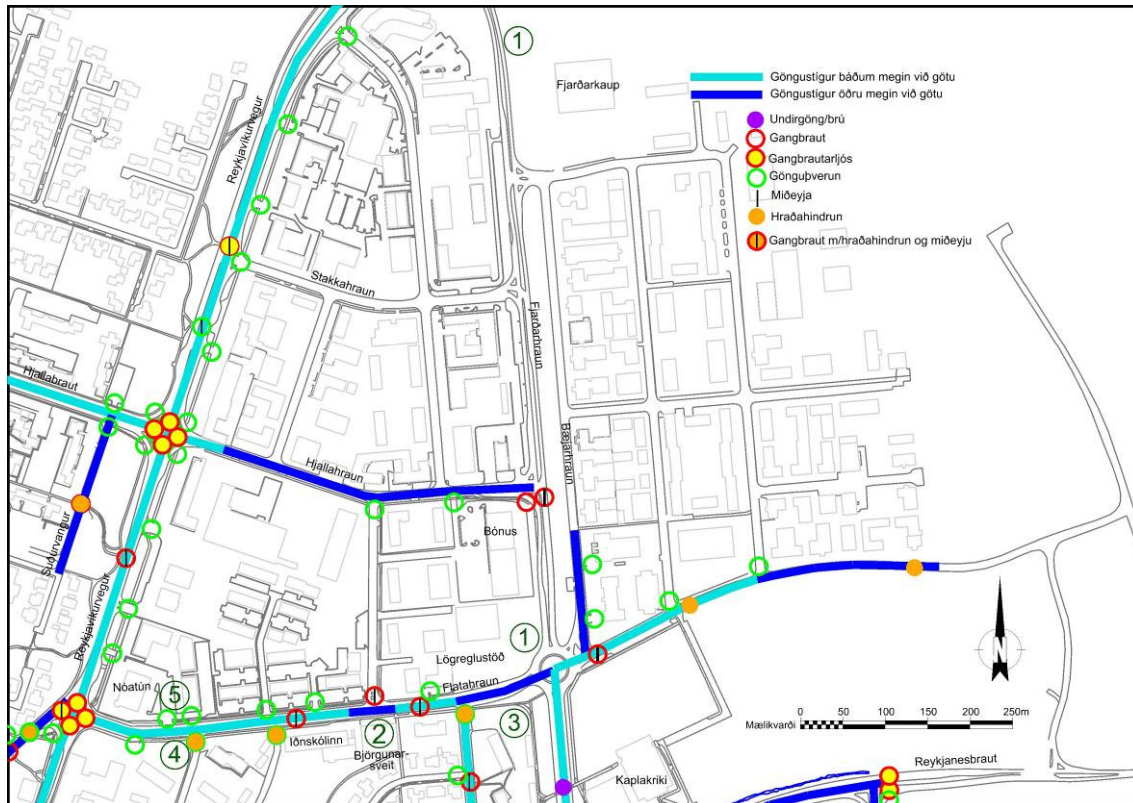 1
Fjarðarkaup
Göngustígur báðum megin við götu
Göngustígur öðru megin við götu
Undirgöng/brú
Gangbraut
Gangbrautarljós
Gönguþverun
Miðeyja
Hraðahindrun
Gangbraut m/hraðahindrun og miðeyju
Reykjavíkurvegur
Stakkahraun
Fjarðarhraun
Hjallabraut
Bæjarhraun
Hjallahraun
Bónus
Suðurvangur
Reykjavíkurvegur
1
Lögreglustöð
Flatahraun
Nóatún
5
4
Iðnskólinn
2
3
Björgunar-
sveit
Kaplakriki
N
Mælikvarði
0 50 100 150 200 250m
Reykjanesbraut